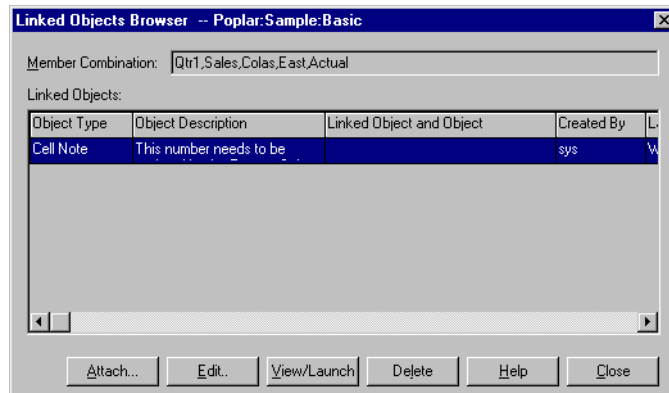 Linked Objects Browser -- Poplar:Sample:Basic
Member Combination: Qtr1,Sales,Colas,East,Actual
Linked Objects:
Object Type Object Description Linked Object and Object Created By
Cell Note This number needs to be sys
Attach... Edit.. View/Launch Delete Help Close